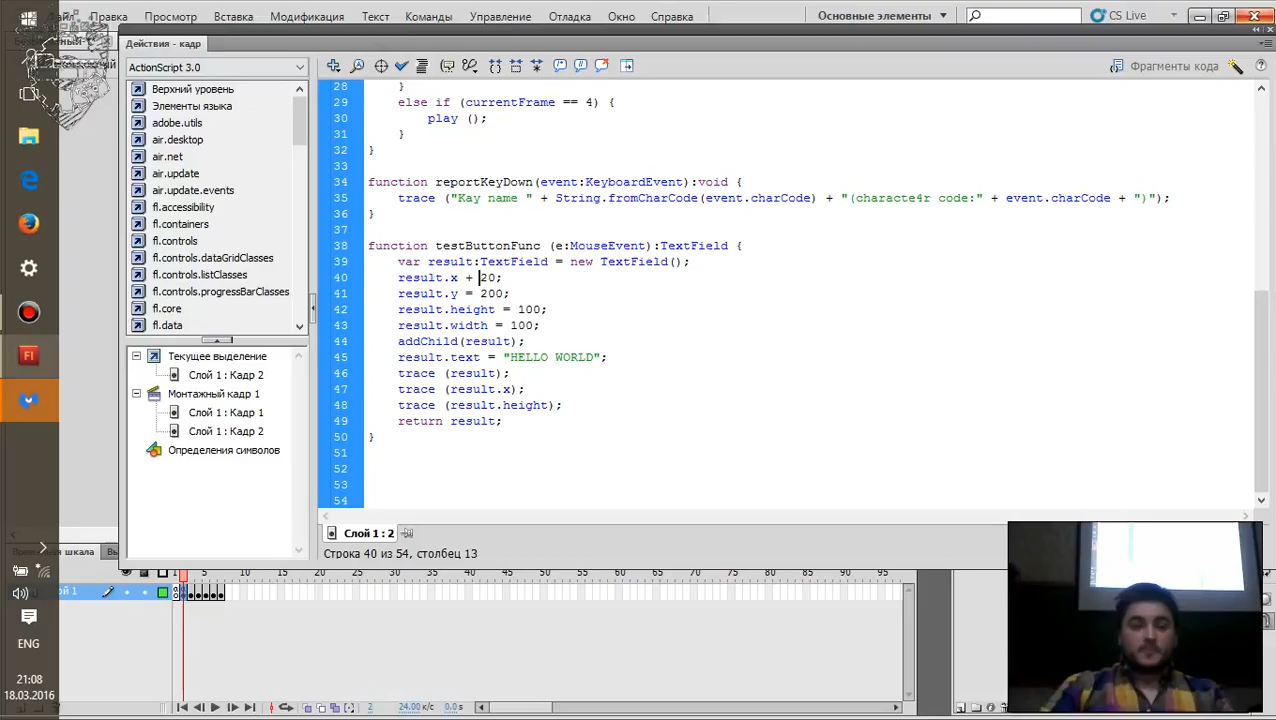 Правка Просмотр Вставка Модификация Текст Команды Управление Отладка Окно Справка Основные элементы CS Live
Действия - кадр
ActionScript 3.0
Фрагменты кода
Верхний уровень
Элементы языка
adobe.utils
air.desktop
air.net
air.update
air.update.events
fl.accessibility
fl.containers
fl.controls
fl.controls.dataGridClasses
fl.controls.listClasses
fl.controls.progressBarClasses
fl.core
fl.data
Текущее выделение
Слой 1 : Кадр 2
Монтажный кадр 1
Слой 1 : Кадр 1
Слой 1 : Кадр 2
Определения символов
28 }
29 else if (currentFrame == 4) {
30 play ();
31 }
32 }
33
34 function reportKeyDown(event:KeyboardEvent):void {
35 trace ("Kay name " + String.fromCharCode(event.charCode) + "(characte4r code:" + event.charCode + ")");
36 }
37
38 function testButtonFunc (e:MouseEvent):TextField {
39 var result:TextField = new TextField();
40 result.x + 20;
41 result.y = 200;
42 result.height = 100;
43 result.width = 100;
44 addChild(result);
45 result.text = "HELLO WORLD";
46 trace (result);
47 trace (result.x);
48 trace (result.height);
49 return result;
50 }
51
52
53
54
Слой 1 : 2
Строка 40 из 54, столбец 13
шкала
1 5 10 15 20 25 30 35 40 45 50 55 60 65 70 75 80 85 90 95
2 24.00 к/с 0.0 s
Fl
ENG
21:08
18.03.2016